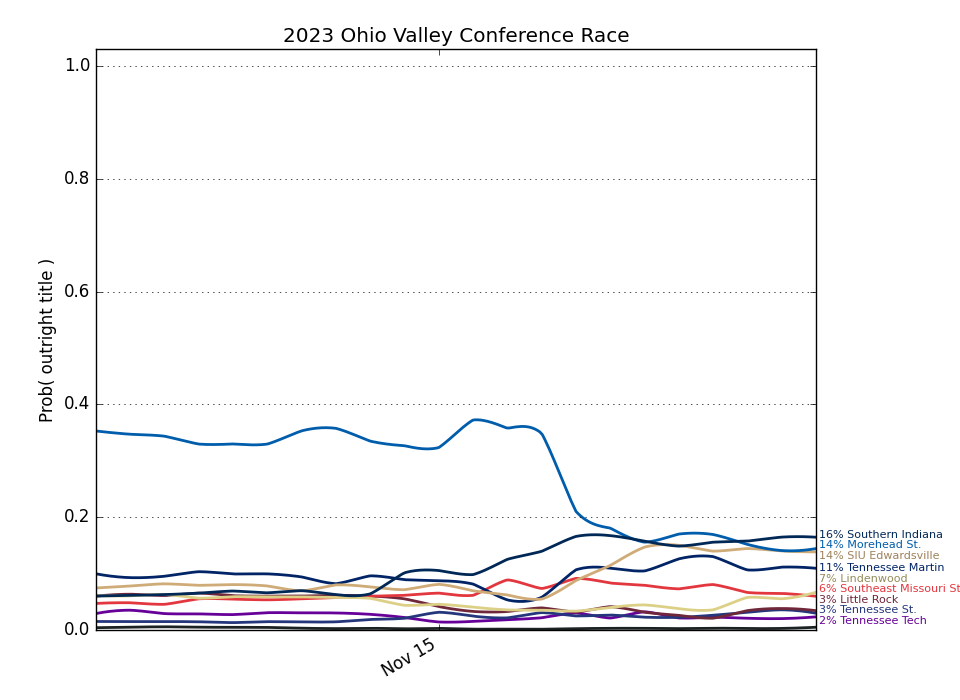 2023 Ohio Valley Conference Race
1.0
0.8
0.6
0.4
0.2
0.0
Prob( outright title )
Nov 15
16% Southern Indiana
14% Morehead St.
14% SIU Edwardsville
11% Tennessee Martin
7% Lindenwood
6% Southeast Missouri St
3% Little Rock
3% Tennessee St.
2% Tennessee Tech